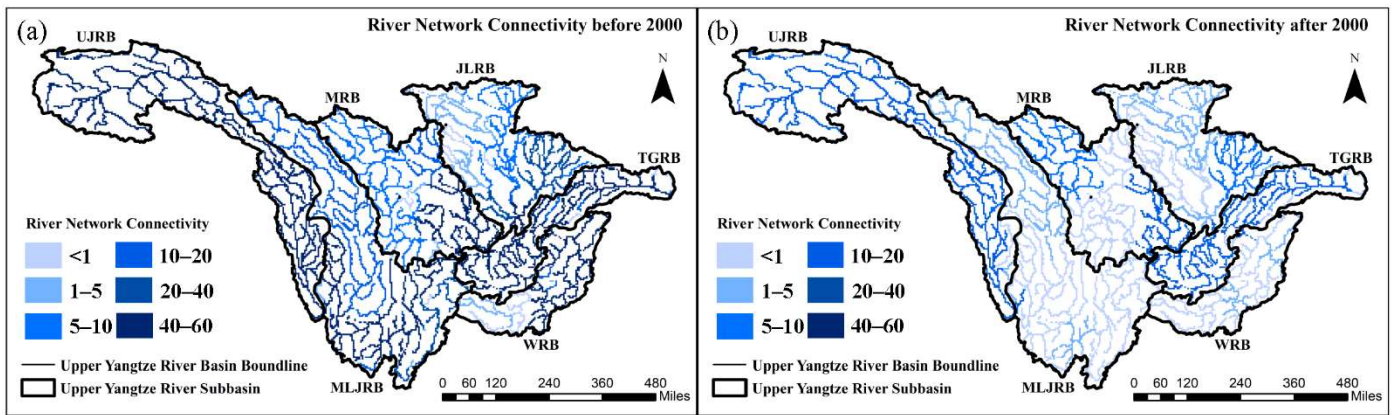 (a)
River Network Connectivity before 2000
UJRB
JLRB
N
MRB
TGRB
River Network Connectivity
<1
10–20
1–5
20–40
5–10
40–60
WRB
Upper Yangtze River Basin Boundline
Upper Yangtze River Subbasin
MLJRB
0 60 120 240 360 480
Miles
(b)
River Network Connectivity after 2000
UJRB
JLRB
N
MRB
TGRB
River Network Connectivity
<1
10–20
1–5
20–40
5–10
40–60
WRB
Upper Yangtze River Basin Boundline
Upper Yangtze River Subbasin
MLJRB
0 60 120 240 360 480
Miles